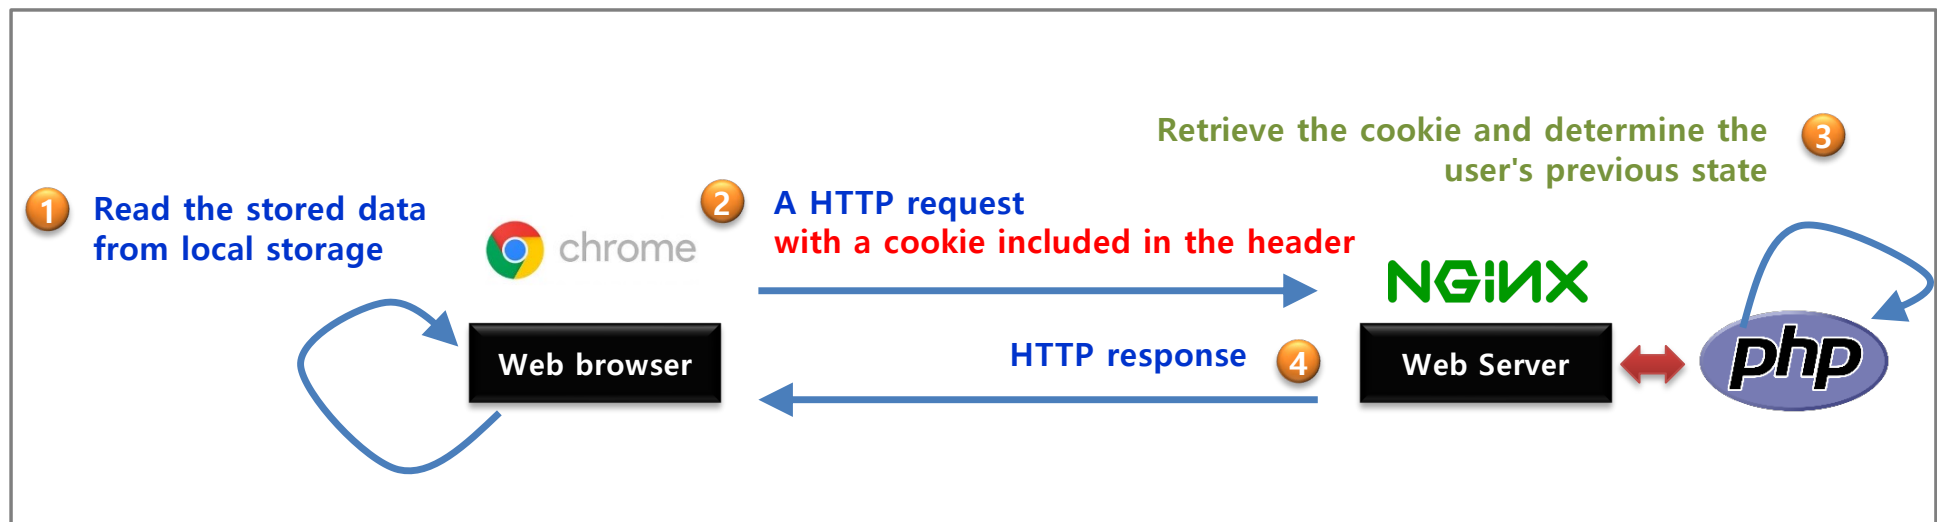 1
Read the stored data
from local storage
chrome
2
A HTTP request
with a cookie included in the header
Retrieve the cookie and determine the
user's previous state
3
NGiNX
Web browser
HTTP response
4
Web Server
php